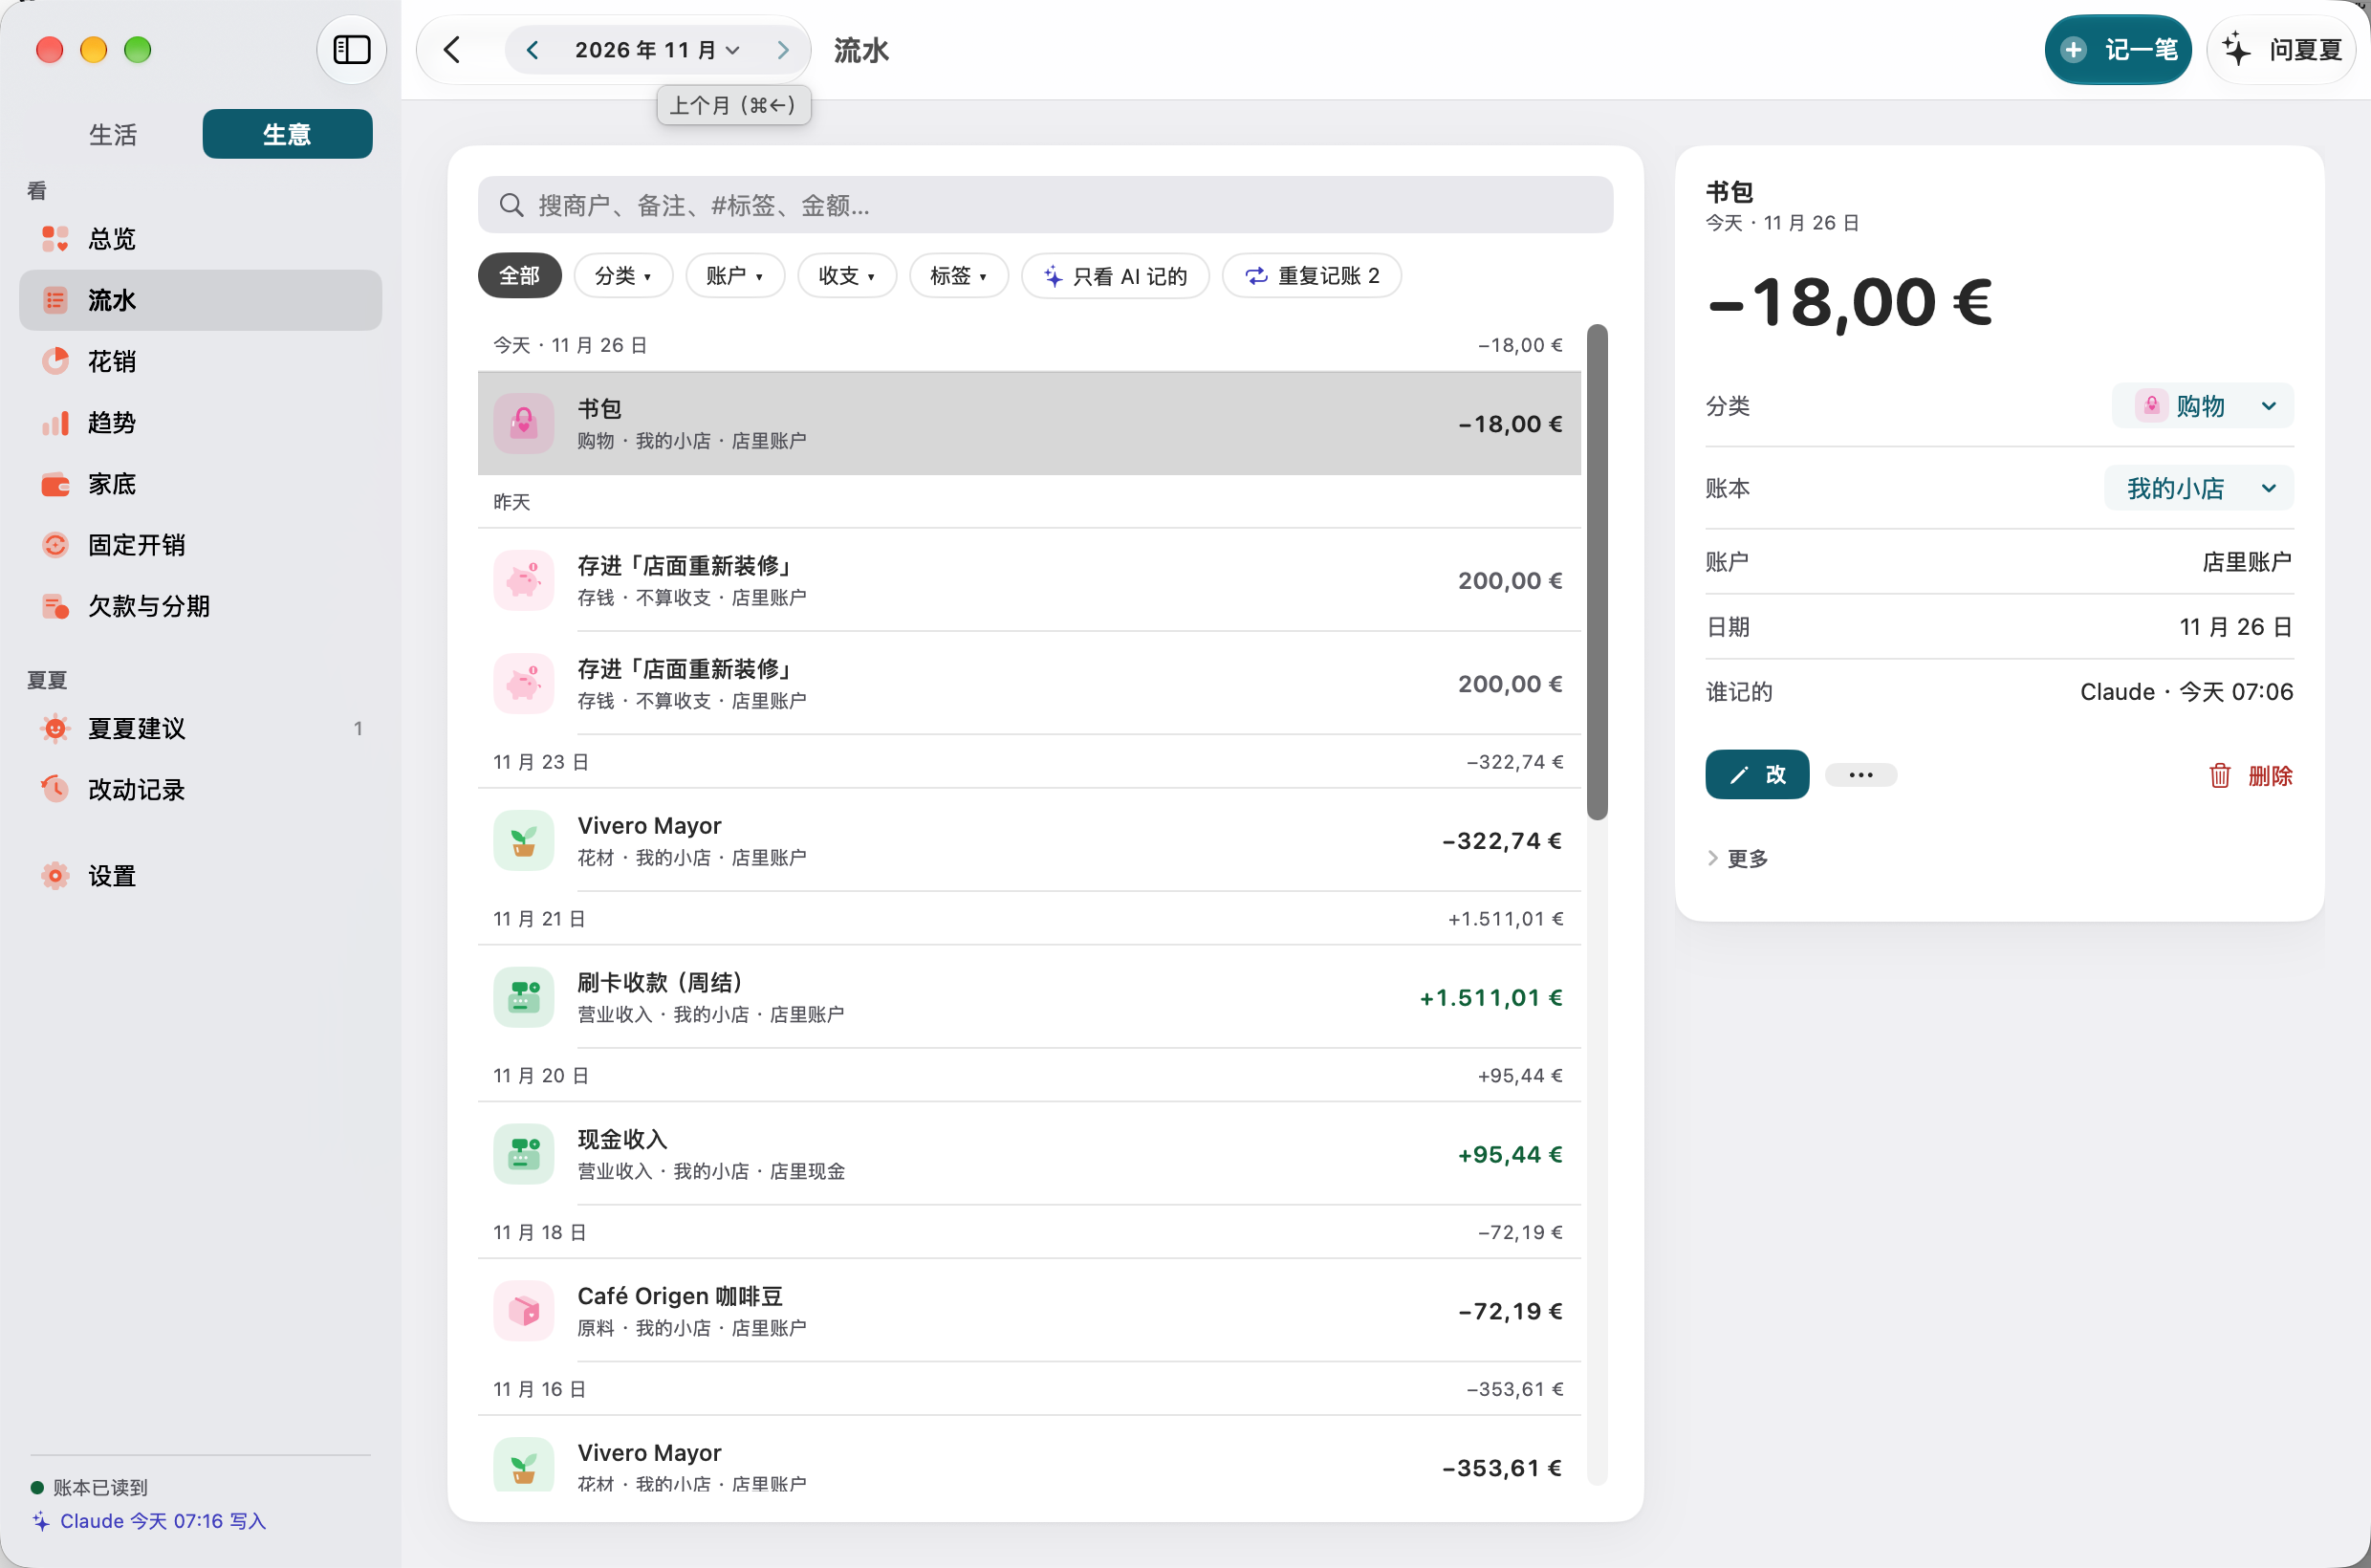 2026 年 11 月
流水
记一笔
问夏夏
上个月 (⌘←)
生活
生意
看
总览
流水
花销
趋势
家底
固定开销
欠款与分期
夏夏
夏夏建议 1
改动记录
设置
账本已读到
Claude 今天 07:16 写入
搜商户、备注、#标签、金额...
全部 分类 ▾ 账户 ▾ 收支 ▾ 标签 ▾ 只看 AI 记的 重复记账 2
今天 · 11 月 26 日 −18,00 €
书包
购物 · 我的小店 · 店里账户
−18,00 €
昨天
存进「店面重新装修」
存钱 · 不算收支 · 店里账户
200,00 €
存进「店面重新装修」
存钱 · 不算收支 · 店里账户
200,00 €
11 月 23 日 −322,74 €
Vivero Mayor
花材 · 我的小店 · 店里账户
−322,74 €
11 月 21 日 +1.511,01 €
刷卡收款（周结）
营业收入 · 我的小店 · 店里账户
+1.511,01 €
11 月 20 日 +95,44 €
现金收入
营业收入 · 我的小店 · 店里现金
+95,44 €
11 月 18 日 −72,19 €
Café Origen 咖啡豆
原料 · 我的小店 · 店里账户
−72,19 €
11 月 16 日 −353,61 €
Vivero Mayor
花材 · 我的小店 · 店里账户
−353,61 €
书包
今天 · 11 月 26 日
−18,00 €
分类 购物
账本 我的小店
账户 店里账户
日期 11 月 26 日
谁记的 Claude · 今天 07:06
改 ··· 删除
更多